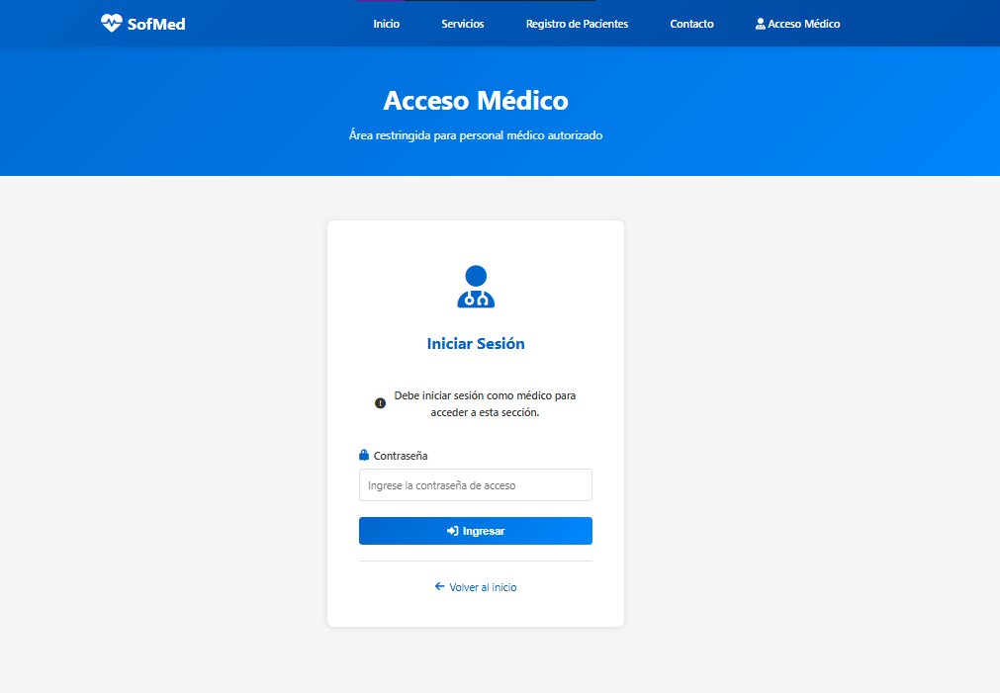 SofMed
Inicio
Servicios
Registro de Pacientes
Contacto
Acceso Médico
Acceso Médico
Área restringida para personal médico autorizado
Iniciar Sesión
Debe iniciar sesión como médico para
acceder a esta sección.
Contraseña
Ingrese la contraseña de acceso
Ingresar
Volver al inicio